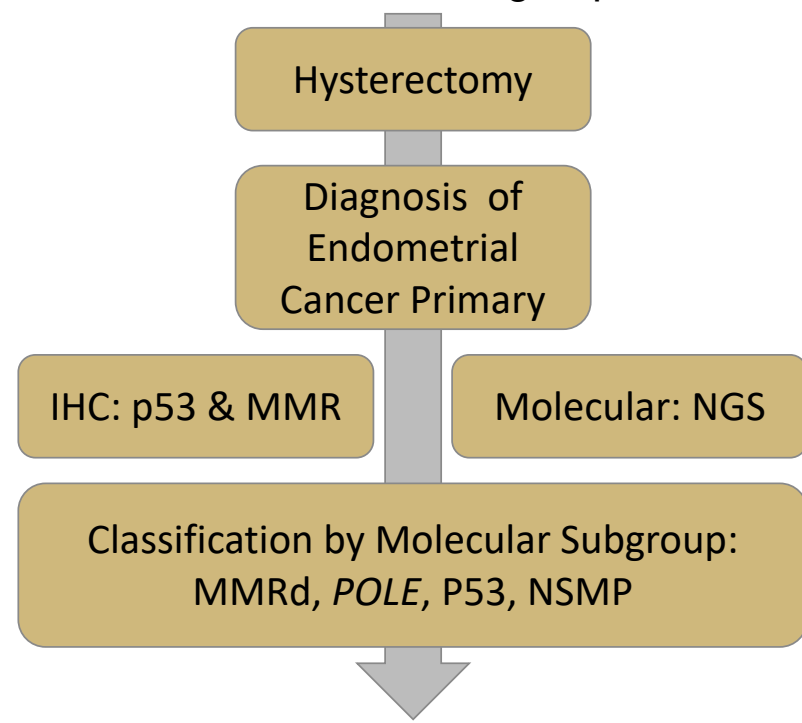 Hysterectomy
Diagnosis of
Endometrial
Cancer Primary
IHC: p53 & MMR
Molecular: NGS
Classification by Molecular Subgroup:
MMRd, POLE, P53, NSMP